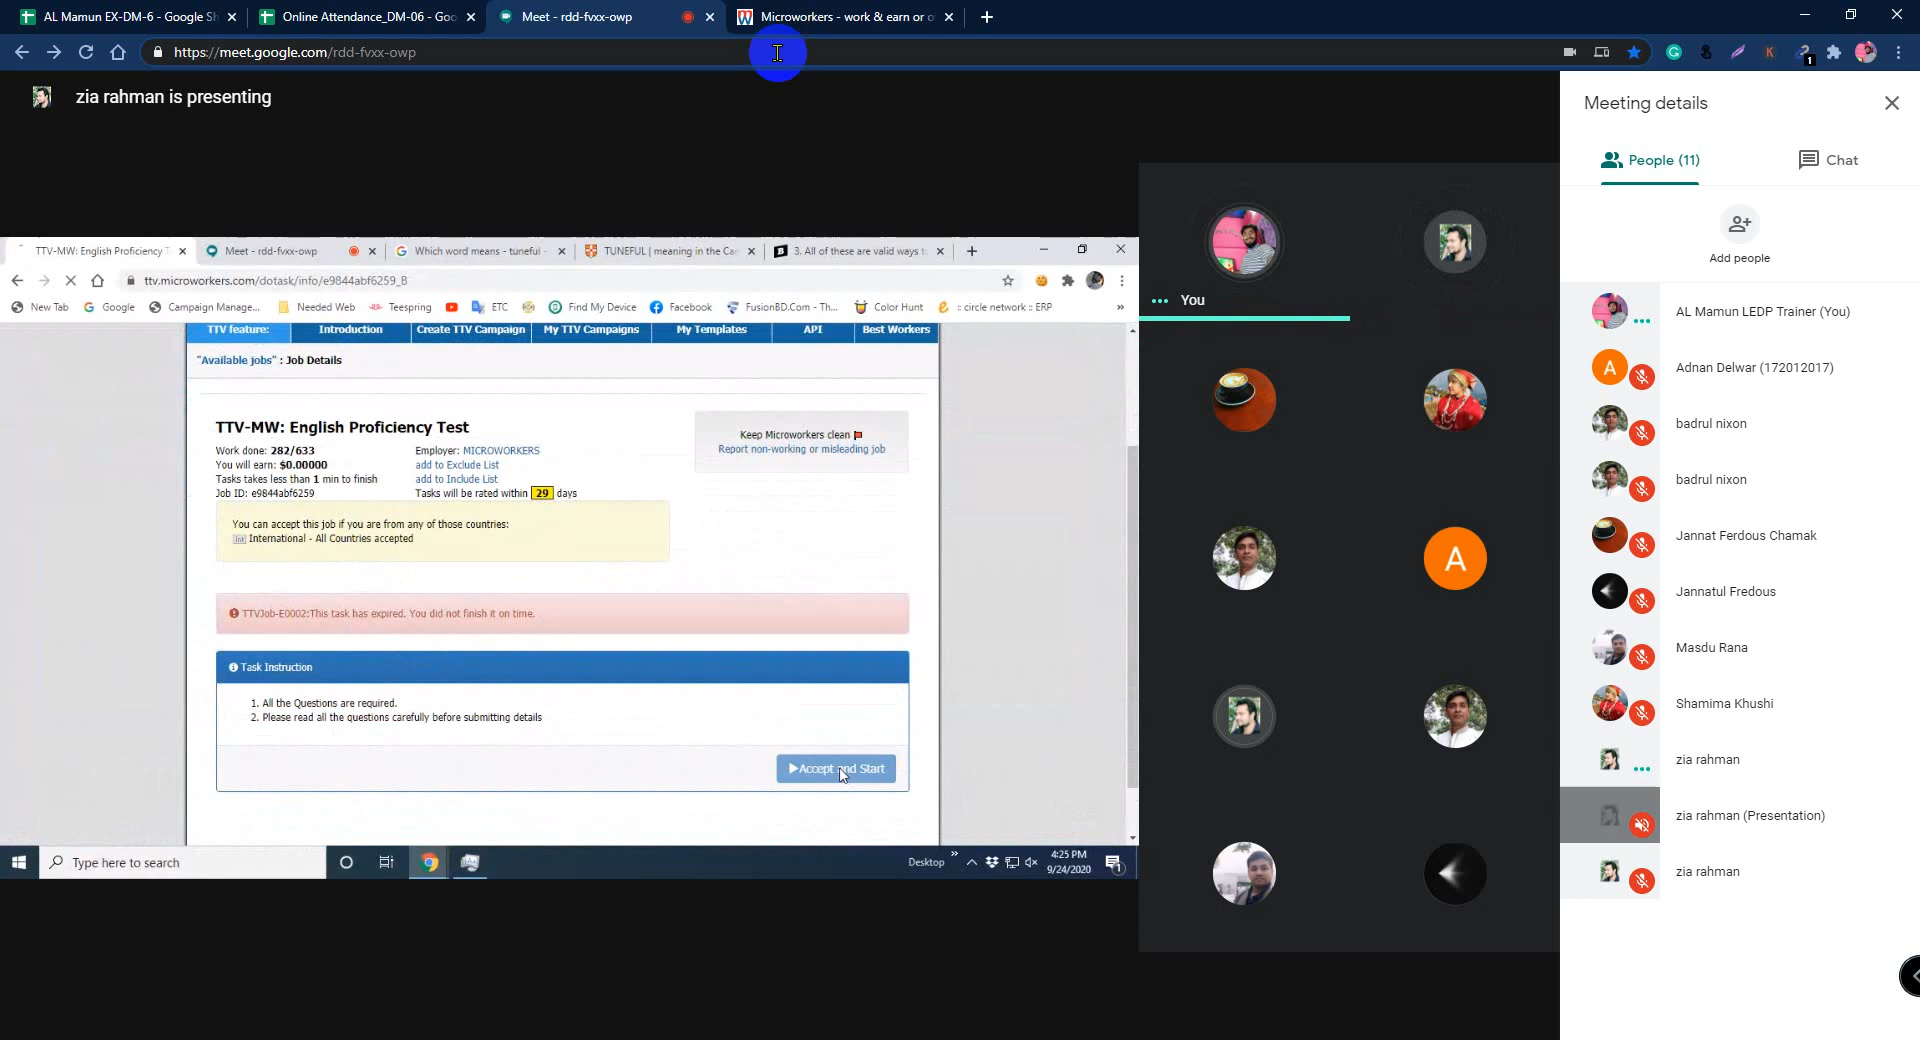 AL Mamun EX-DM-6 - Google Sh
Online Attendance_DM-06 - Goo
Meet - rdd-fvxx-owp
Microworkers - work & earn or o
https://meet.google.com/rdd-fvxx-owp
1
zia rahman is presenting
TTV-MW: English Proficiency T
Meet - rdd-fvxx-owp
Which word means - tuneful -
TUNEFUL | meaning in the Cam
3. All of these are valid ways t
ttv.microworkers.com/dotask/info/e9844abf6259_B
New Tab
Google
Campaign Manage...
Needed Web
Teespring
ETC
Find My Device
Facebook
FusionBD.Com - Th...
Color Hunt
:: circle network :: ERP
»
TTV feature:
Introduction
Create TTV Campaign
My TTV Campaigns
My Templates
API
Best Workers
"Available jobs" : Job Details
TTV-MW: English Proficiency Test
Work done: 282/633
You will earn: $0.00000
Tasks takes less than 1 min to finish
Job ID: e9844abf6259
Employer: MICROWORKERS
add to Exclude List
add to Include List
Tasks will be rated within 29 days
Keep Microworkers clean
Report non-working or misleading job
You can accept this job if you are from any of those countries:
Int International - All Countries accepted
TTVJob-E0002:This task has expired. You did not finish it on time.
Task Instruction
1. All the Questions are required.
2. Please read all the questions carefully before submitting details
Accept and Start
Type here to search
Desktop
»
4:25 PM
9/24/2020
1
You
A
Meeting details
People (11)
Chat
Add people
AL Mamun LEDP Trainer (You)
A
Adnan Delwar (172012017)
badrul nixon
badrul nixon
Jannat Ferdous Chamak
Jannatul Fredous
Masdu Rana
Shamima Khushi
zia rahman
zia rahman (Presentation)
zia rahman